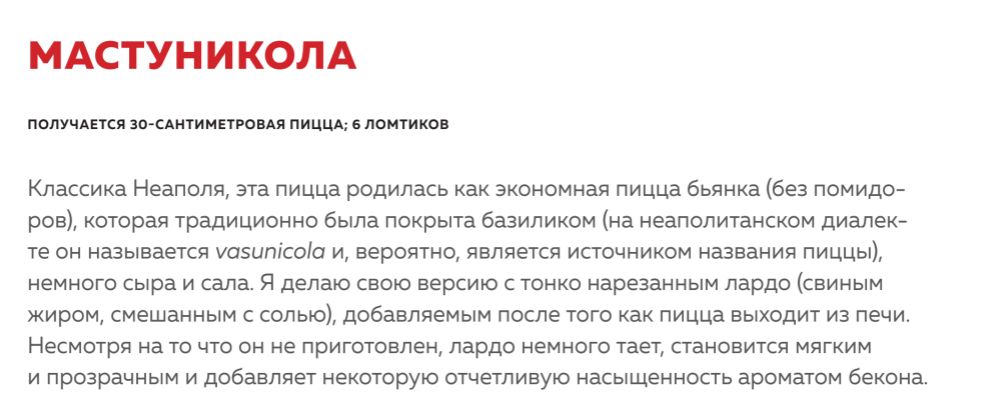 МАСТУНИКОЛА
ПОЛУЧАЕТСЯ 30-САНТИМЕТРОВАЯ ПИЦЦА; 6 ЛОМТИКОВ
Классика Неаполя, эта пицца родилась как экономная пицца бьянка (без помидо-
ров), которая традиционно была покрыта базиликом (на неаполитанском диалек-
те он называется vasunicola и, вероятно, является источником названия пиццы),
немного сыра и сала. Я делаю свою версию с тонко нарезанным лардо (свиным
жиром, смешанным с солью), добавляемым после того как пицца выходит из печи.
Несмотря на то что он не приготовлен, лардо немного тает, становится мягким
и прозрачным и добавляет некоторую отчетливую насыщенность ароматом бекона.